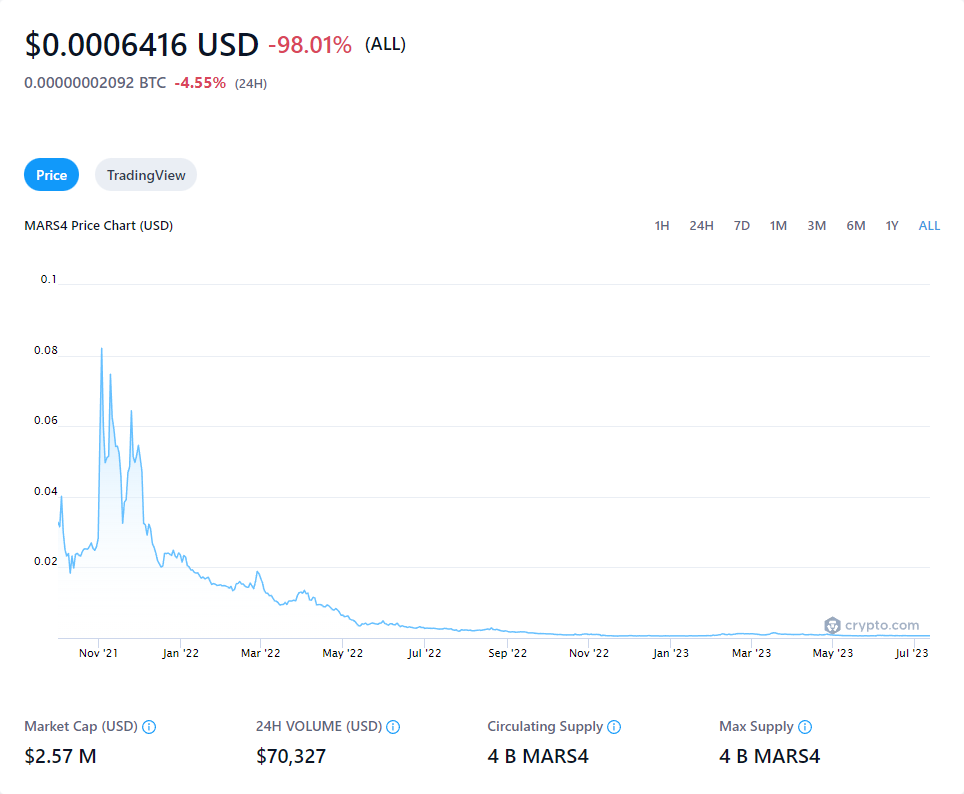 $0.0006416 USD -98.01% (ALL)
0.00000002092 BTC -4.55% (24H)
Price TradingView
MARS4 Price Chart (USD) 1H 24H 7D 1M 3M 6M 1Y ALL
0.1
0.08
0.06
0.04
0.02
crypto.com
Nov '21 Jan '22 Mar '22 May '22 Jul '22 Sep '22 Nov '22 Jan '23 Mar '23 May '23 Jul '23
Market Cap (USD) 24H VOLUME (USD) Circulating Supply Max Supply
$2.57 M $70,327 4 B MARS4 4 B MARS4